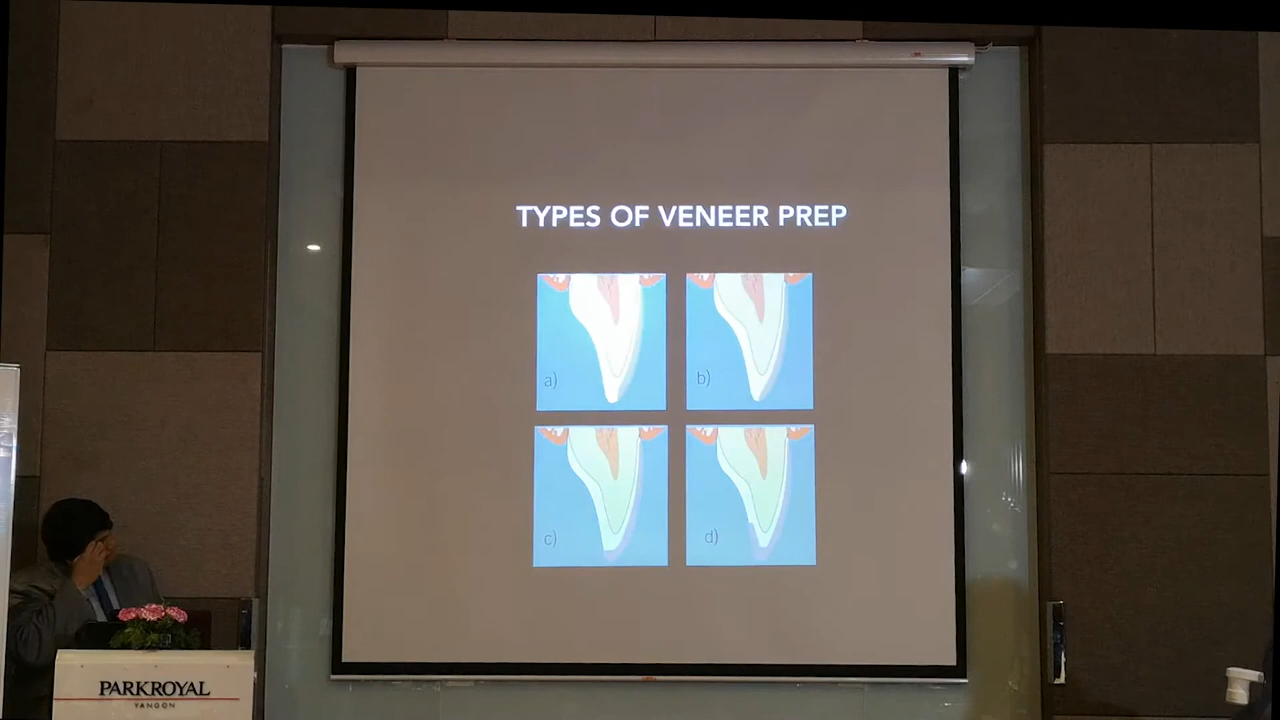 TYPES OF VENEER PREP
a)
b)
c)
d)
PARKROYAL
YANGON